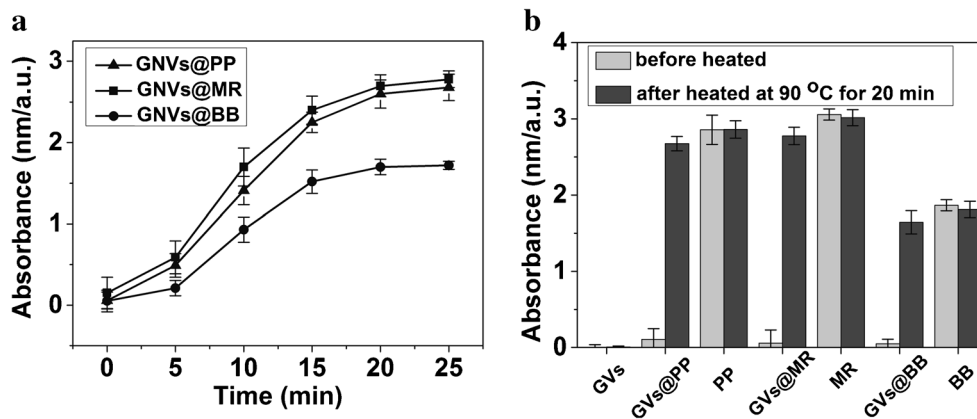 a
Absorbance (nm/a.u.)
3
2
1
0
GNVs@PP
GNVs@MR
GNVs@BB
0 5 10 15 20 25
Time (min)
b
Absorbance (nm/a.u.)
4
3
2
1
0
before heated
after heated at 90 °C for 20 min
GVs
GVs@PP
PP
GVs@MR
MR
GVs@BB
BB